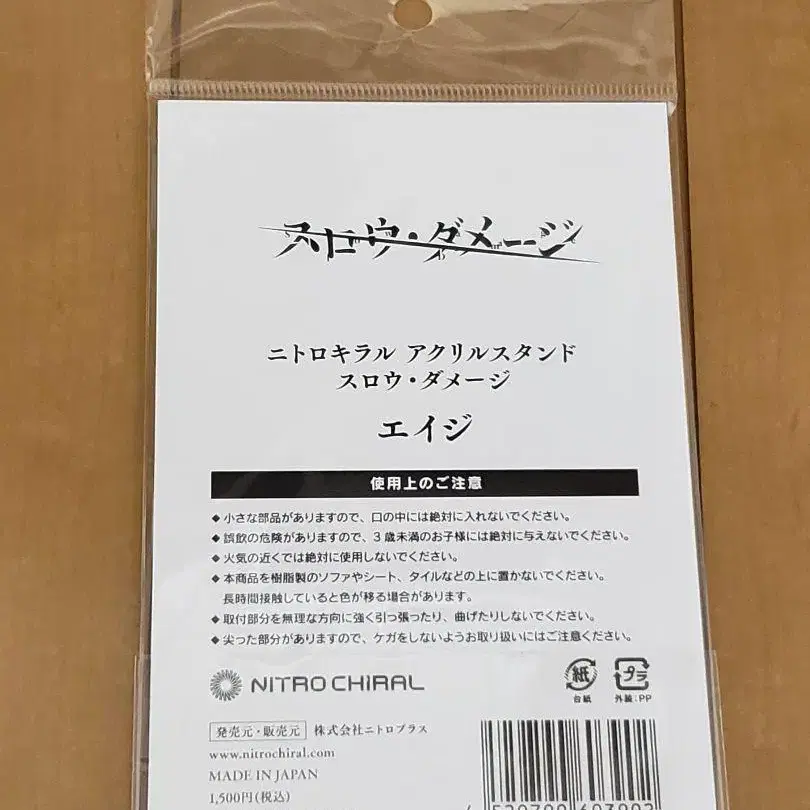 スロウ・ダメージ
ニトロキラル アクリルスタンド
スロウ・ダメージ
エイジ
使用上のご注意
◆小さな部品がありますので、口の中には絶対に入れないでください。
◆誤飲の危険がありますので、3歳未満のお子様には絶対に与えないでください。
◆火気の近くでは絶対に使用しないでください。
◆本商品を樹脂製のソファやシート、タイルなどの上に置かないでください。
長時間接触していると色が移る場合があります。
◆取付部分を無理な方向に強く引っ張ったり、曲げたりしないでください。
◆尖った部分がありますので、ケガをしないようお取り扱いにはご注意ください。
NITRO CHIRAL
紙 プラ
台紙 外装:PP
発売元・販売元 株式会社ニトロプラス
www.nitrochiral.com
MADE IN JAPAN
1,500円(税込)